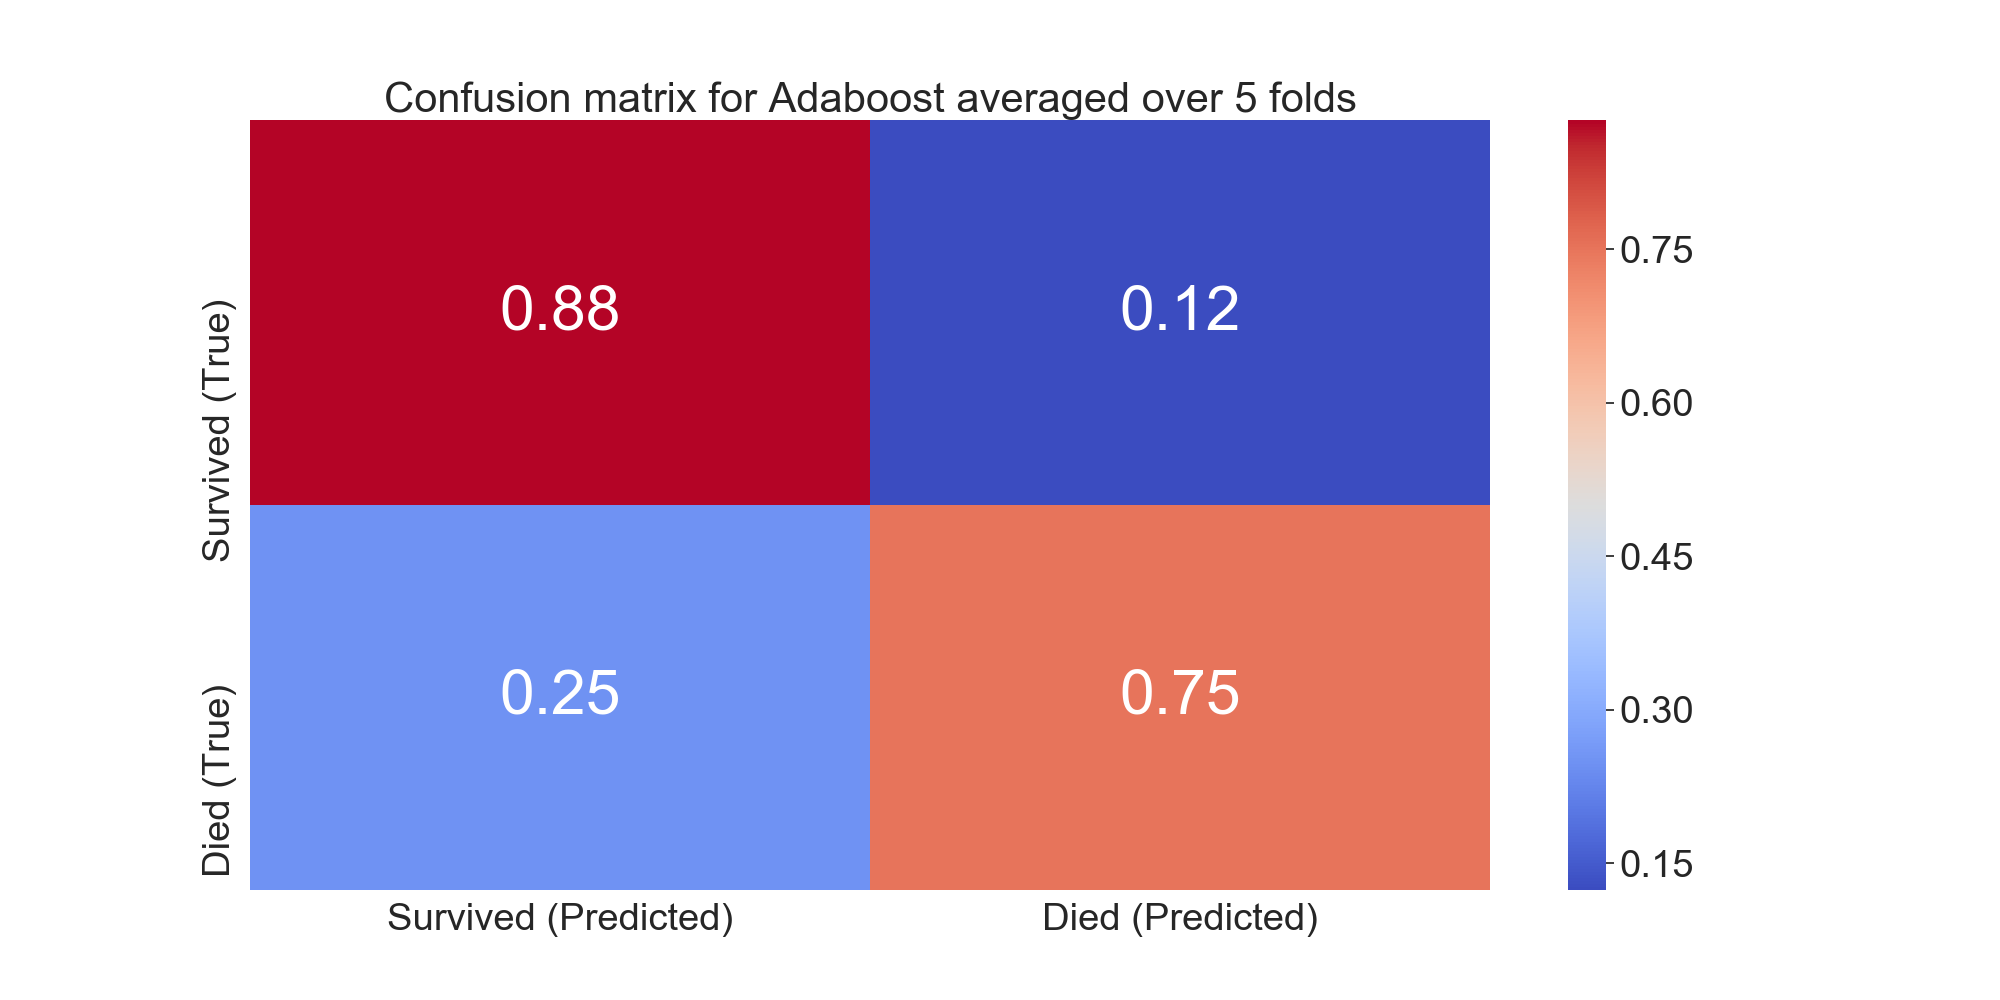 Confusion matrix for Adaboost averaged over 5 folds
Survived (True)
0.88
0.12
Died (True)
0.25
0.75
Survived (Predicted)
Died (Predicted)
0.75
0.60
0.45
0.30
0.15